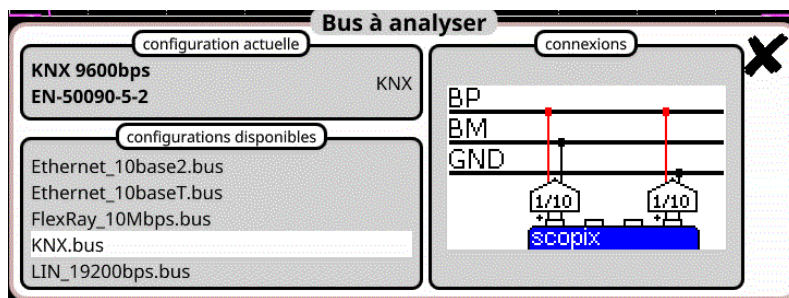 Bus à analyser
configuration actuelle
KNX 9600bps
EN-50090-5-2
KNX
configurations disponibles
Ethernet_10base2.bus
Ethernet_10baseT.bus
FlexRay_10Mbps.bus
KNX.bus
LIN_19200bps.bus
connexions
BP
BM
GND
1/10 1/10
+ +
scopix